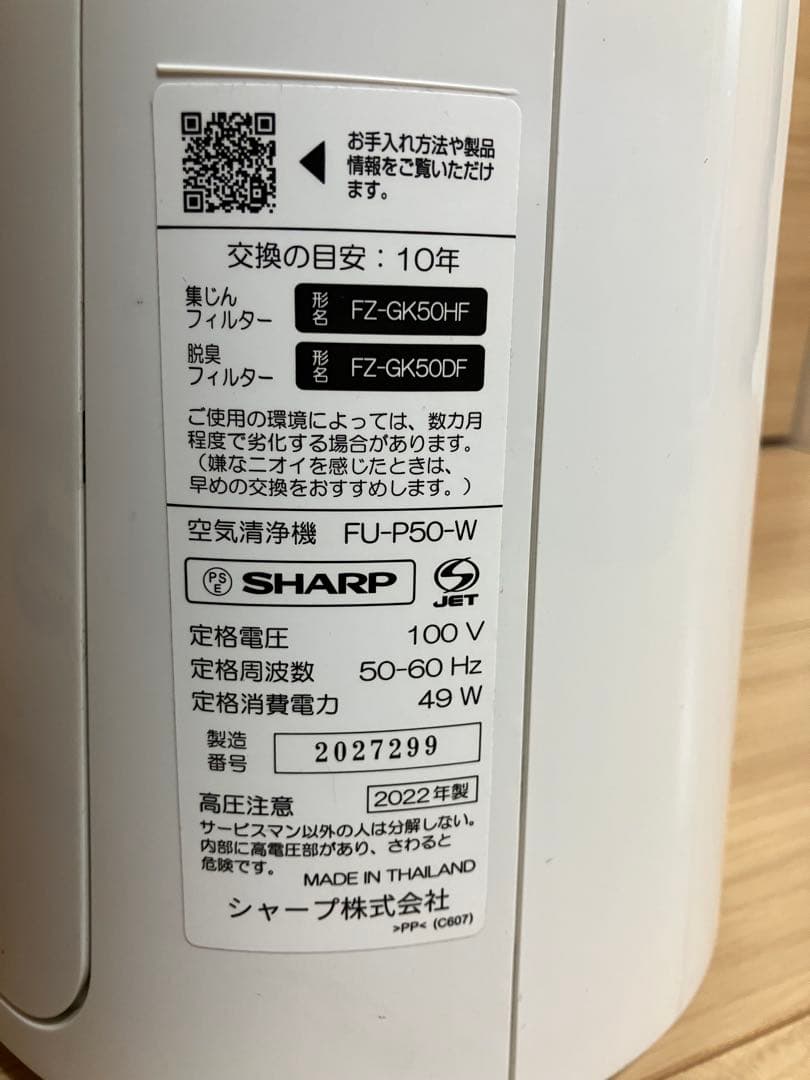 お手入れ方法や製品
情報をご覧いただけ
ます。
交換の目安：10年
集じん
フィルター
形名 FZ-GK50HF
脱臭
フィルター
形名 FZ-GK50DF
ご使用の環境によっては、数カ月
程度で劣化する場合があります。
（嫌なニオイを感じたときは、
早めの交換をおすすめします。）
空気清浄機 FU-P50-W
PSE SHARP JET
定格電圧 100 V
定格周波数 50-60 Hz
定格消費電力 49 W
製造
番号
2027299
高圧注意 2022年製
サービスマン以外の人は分解しない。
内部に高電圧部があり、さわると
危険です。
MADE IN THAILAND
シャープ株式会社
>PP< (C607)